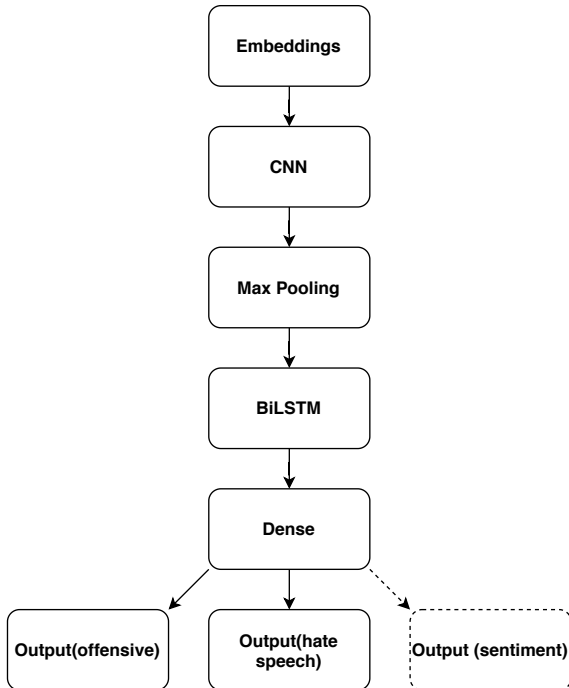 Embeddings
CNN
Max Pooling
BiLSTM
Dense
Output(offensive)
Output(hate
speech)
Output (sentiment)